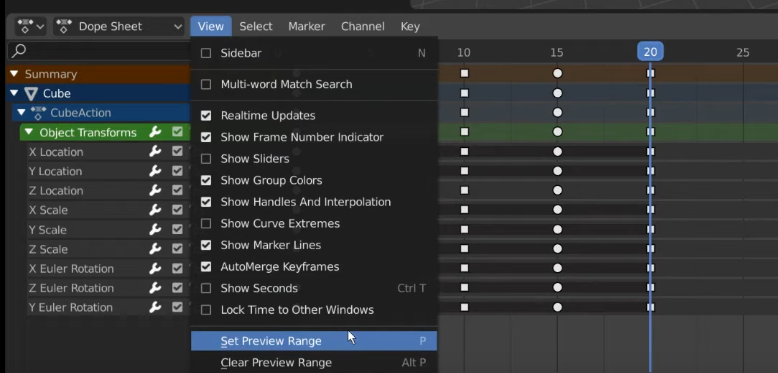 Dope Sheet View Select Marker Channel Key
Sidebar N
10 15 20 25
Summary
Multi-word Match Search
Cube
CubeAction
Realtime Updates
Object Transforms
Show Frame Number Indicator
X Location
Show Sliders
Y Location
Show Group Colors
Z Location
Show Handles And Interpolation
X Scale
Show Curve Extremes
Y Scale
Show Marker Lines
Z Scale
AutoMerge Keyframes
X Euler Rotation
Show Seconds Ctrl T
Z Euler Rotation
Lock Time to Other Windows
Y Euler Rotation
Set Preview Range P
Clear Preview Range Alt P